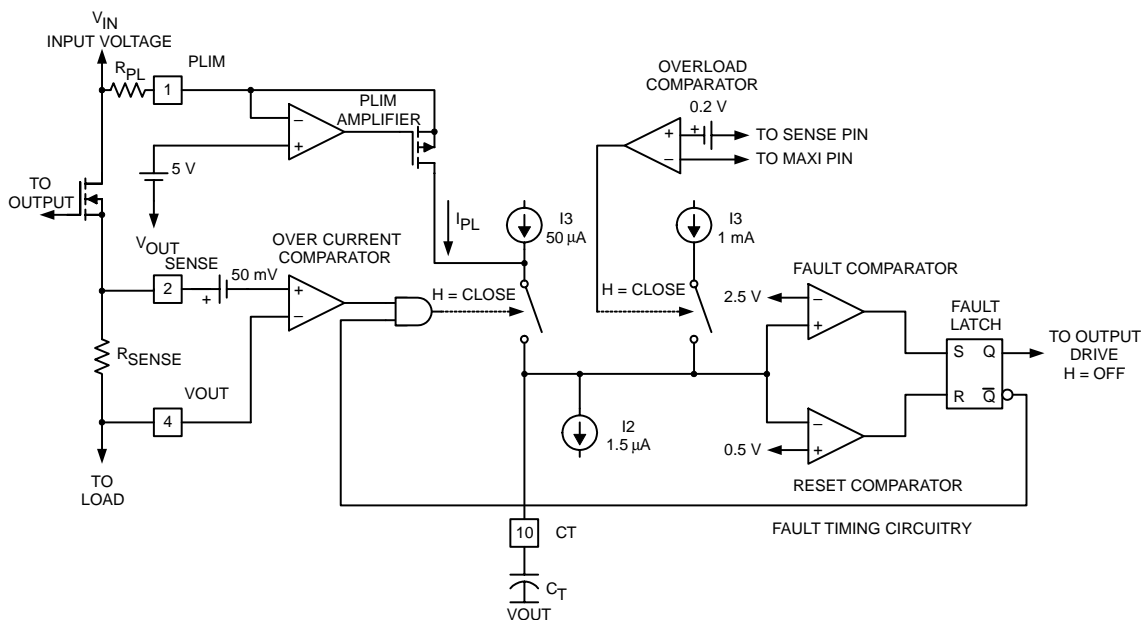 V_IN
INPUT VOLTAGE
R_PL
PLIM
1
PLIM
AMPLIFIER
−
+
5 V
TO
OUTPUT
V_OUT
I_PL
OVERLOAD
COMPARATOR
0.2 V
+
+
−
TO SENSE PIN
TO MAXI PIN
I3
50 µA
I3
1 mA
SENSE
2
+
50 mV
OVER CURRENT
COMPARATOR
+
−
H = CLOSE
H = CLOSE
FAULT COMPARATOR
2.5 V
−
+
FAULT
LATCH
S Q
R Q̅
TO OUTPUT
DRIVE
H = OFF
R_SENSE
VOUT
4
TO
LOAD
I2
1.5 µA
−
+
0.5 V
RESET COMPARATOR
FAULT TIMING CIRCUITRY
10
CT
C_T
VOUT